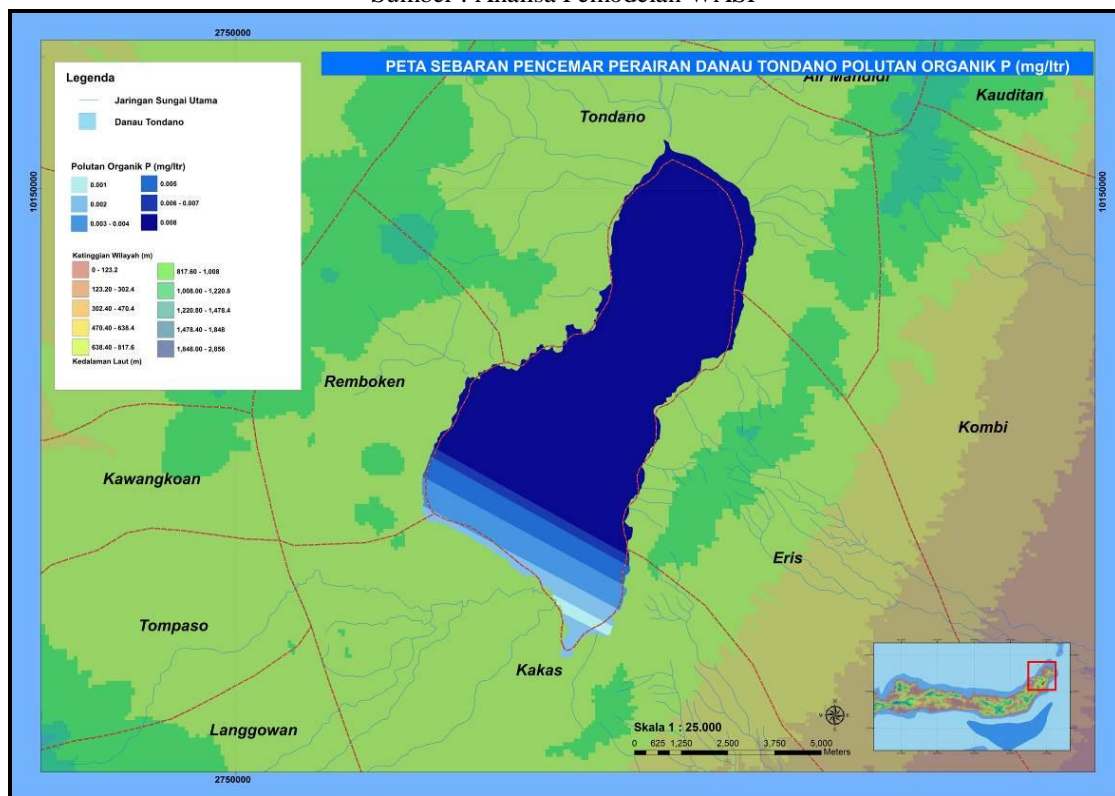 Sumber : Analisa Pemodelan WASP
2750000
PETA SEBARAN PENCEMAR PERAIRAN DANAU TONDANO POLUTAN ORGANIK P (mg/ltr)
Legenda
Jaringan Sungai Utama
Danau Tondano
Polutan Organik P (mg/ltr)
0.001
0.005
0.002
0.006 - 0.007
0.003 - 0.004
0.008
Ketinggian Wilayah (m)
0 - 123.2
817.60 - 1,008
123.20 - 302.4
1,008.00 - 1,220.8
302.40 - 470.4
1,220.80 - 1,478.4
470.40 - 638.4
1,478.40 - 1,848
638.40 - 817.6
1,848.00 - 2,856
Kedalaman Laut (m)
Air Madidi
Kauditan
Tondano
10150000
10150000
Remboken
Kombi
Kawangkoan
Eris
Tompaso
Kakas
Langgowan
Skala 1 : 25.000
0 625 1,250 2,500 3,750 5,000
Meters
2750000